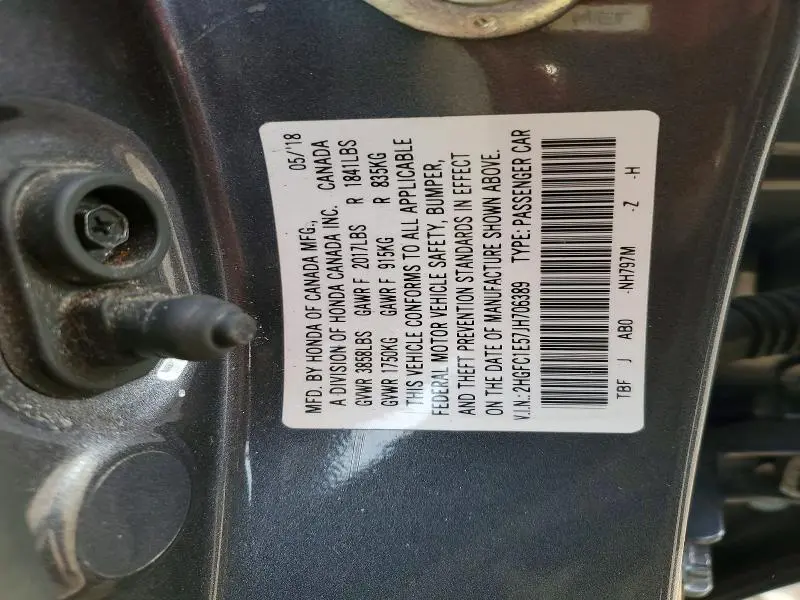 MFD. BY HONDA OF CANADA MFG., 05/'18
A DIVISION OF HONDA CANADA INC. CANADA
GVWR 3858LBS GAWR F 2017LBS R 1841LBS
GVWR 1750KG GAWR F 915KG R 835KG
THIS VEHICLE CONFORMS TO ALL APPLICABLE
FEDERAL MOTOR VEHICLE SAFETY, BUMPER,
AND THEFT PREVENTION STANDARDS IN EFFECT
ON THE DATE OF MANUFACTURE SHOWN ABOVE.
V.I.N.: 2HGFC1E57JH706389 TYPE: PASSENGER CAR
TBF J AB0 -NH797M -Z -H